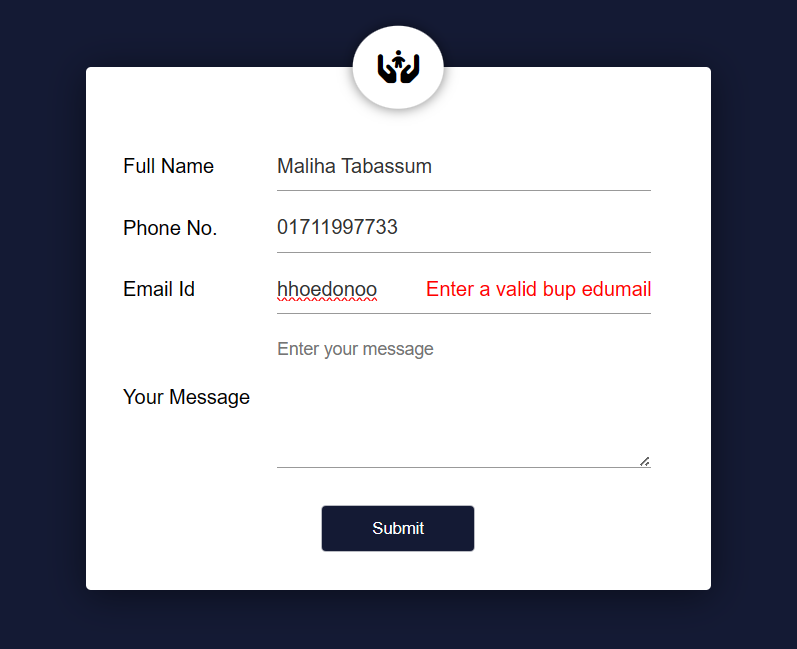 Full Name Maliha Tabassum
Phone No. 01711997733
Email Id hhoedonoo Enter a valid bup edumail
Enter your message
Your Message
Submit